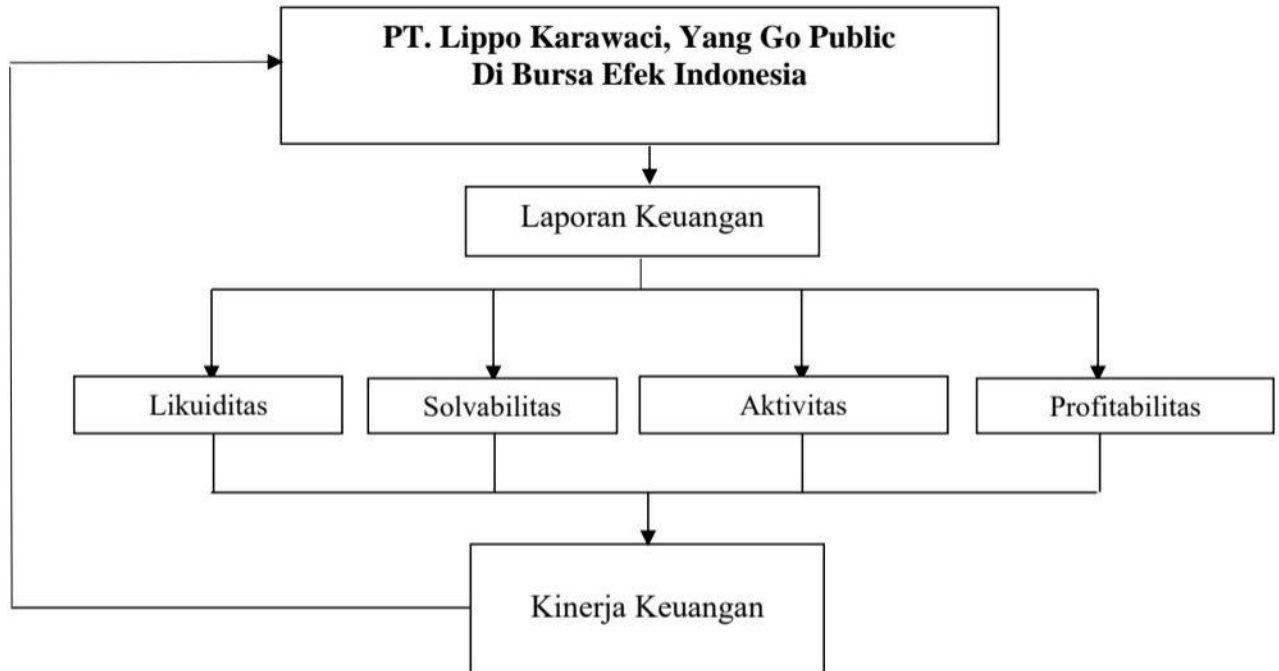 PT. Lippo Karawaci, Yang Go Public
Di Bursa Efek Indonesia
Laporan Keuangan
Likuiditas
Solvabilitas
Aktivitas
Profitabilitas
Kinerja Keuangan